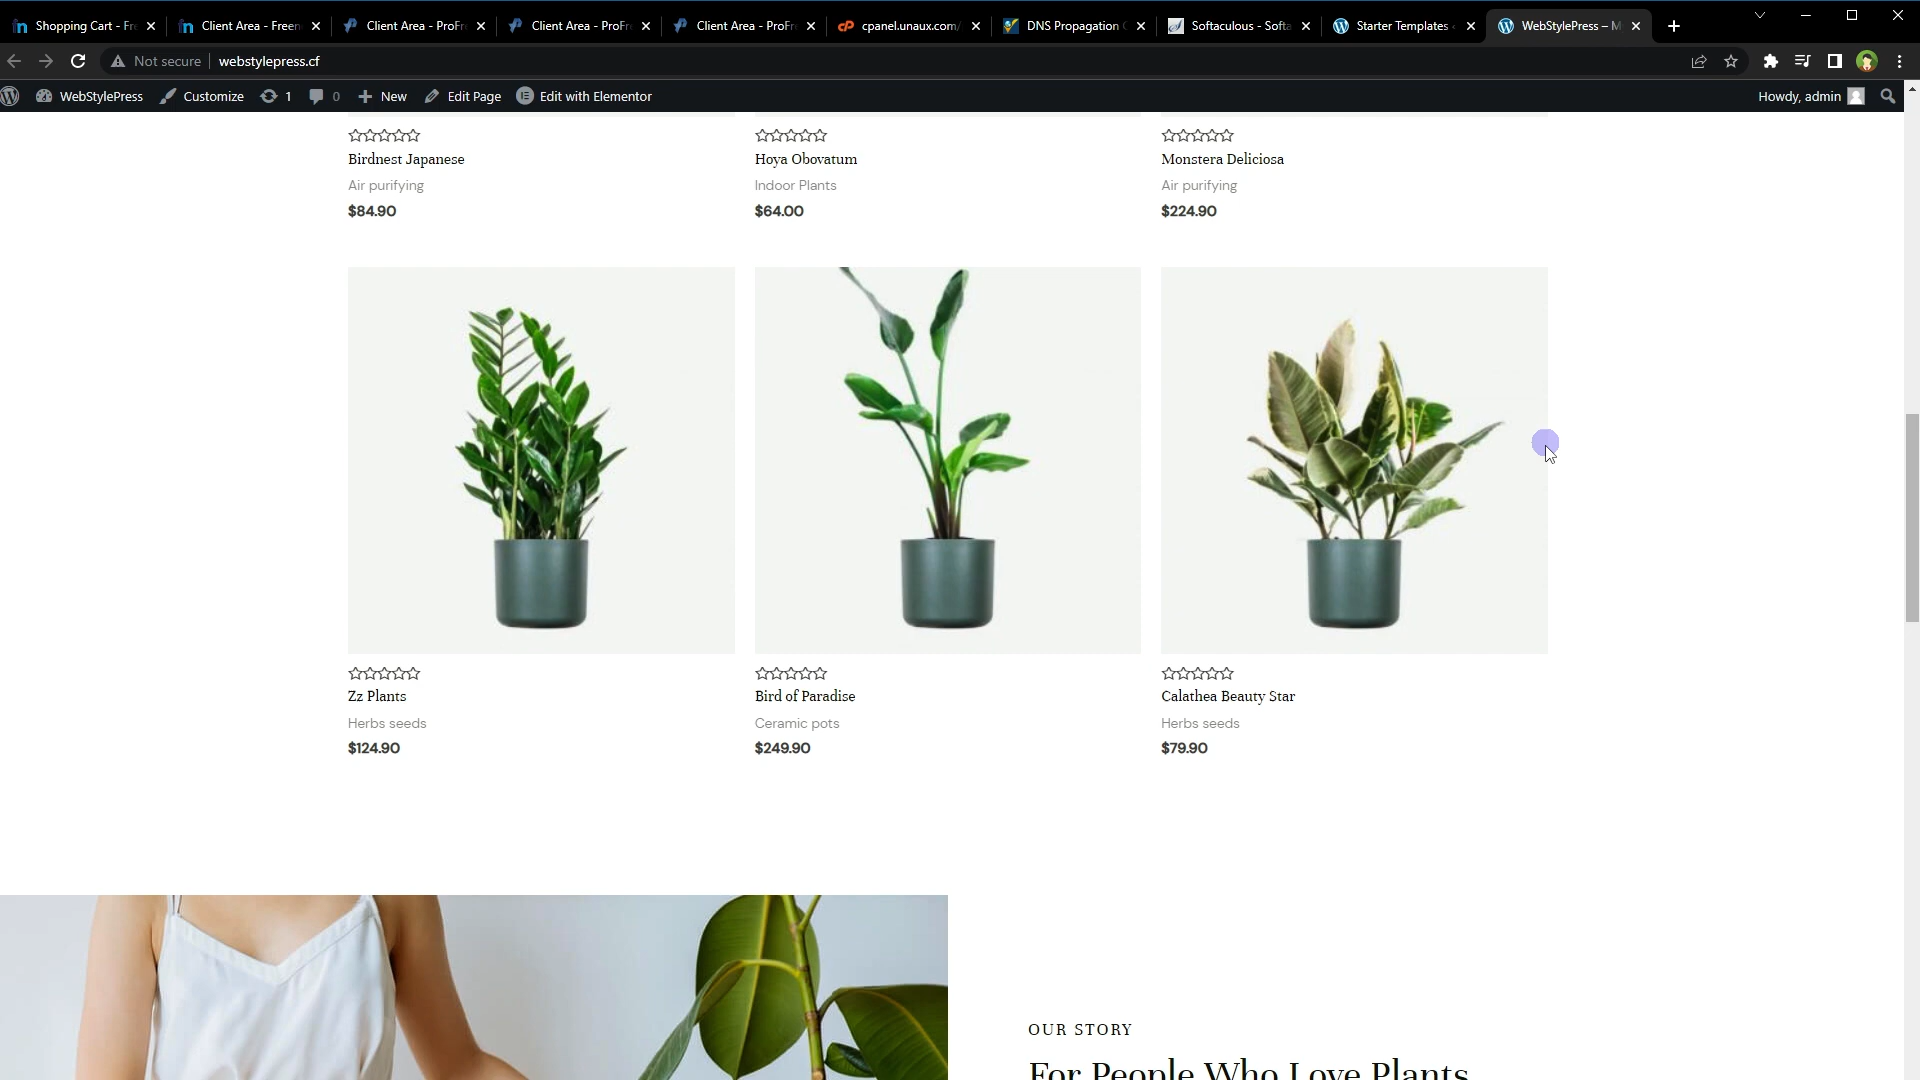 Shopping Cart - Fr
Client Area - Freen
Client Area - ProFr
Client Area - ProFr
Client Area - ProFr
cpanel.unaux.com/
DNS Propagation C
Softaculous - Softa
Starter Templates
WebStylePress – M
Not secure
webstylepress.cf
WebStylePress
Customize
1
0
New
Edit Page
Edit with Elementor
Howdy, admin
Birdnest Japanese
Air purifying
$84.90
Hoya Obovatum
Indoor Plants
$64.00
Monstera Deliciosa
Air purifying
$224.90
Zz Plants
Herbs seeds
$124.90
Bird of Paradise
Ceramic pots
$249.90
Calathea Beauty Star
Herbs seeds
$79.90
OUR STORY
For People Who Love Plants